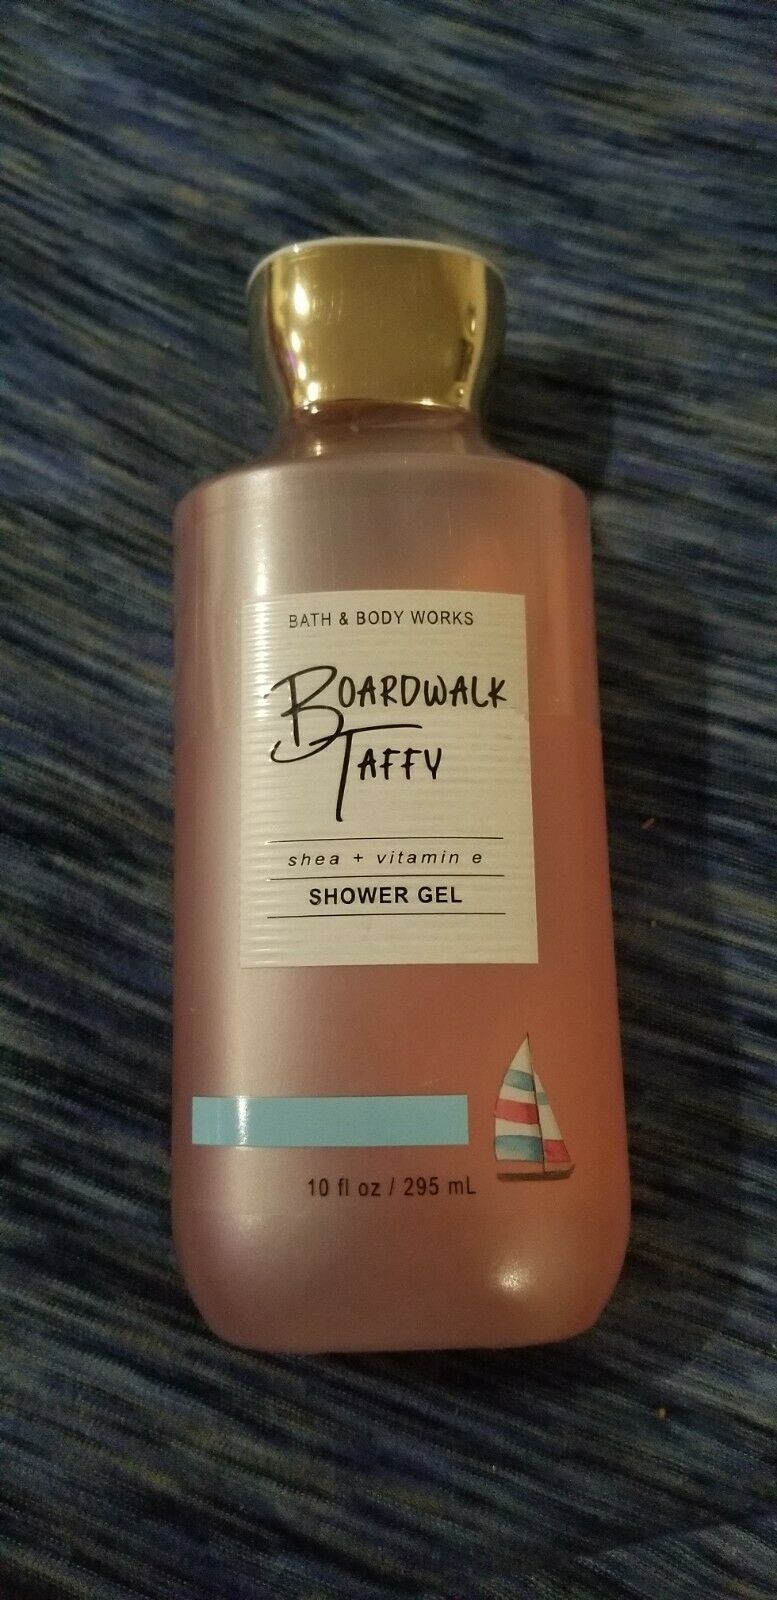 BATH & BODY WORKS
BOARDWALK
TAFFY
shea + vitamin e
SHOWER GEL
10 fl oz / 295 mL